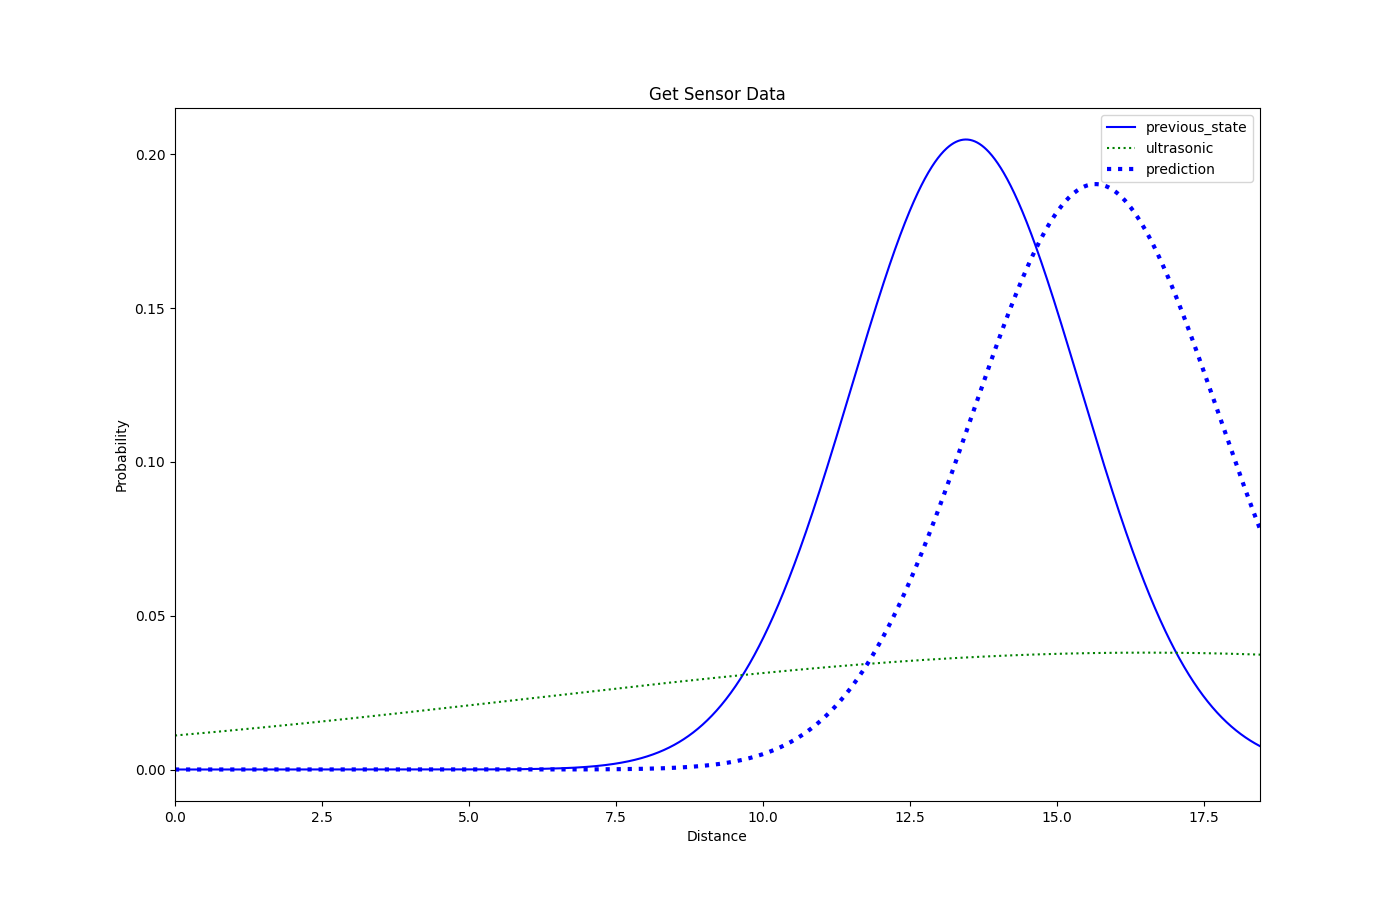 Get Sensor Data
previous_state
ultrasonic
prediction
0.20
0.15
0.10
0.05
0.00
Probability
0.0 2.5 5.0 7.5 10.0 12.5 15.0 17.5
Distance